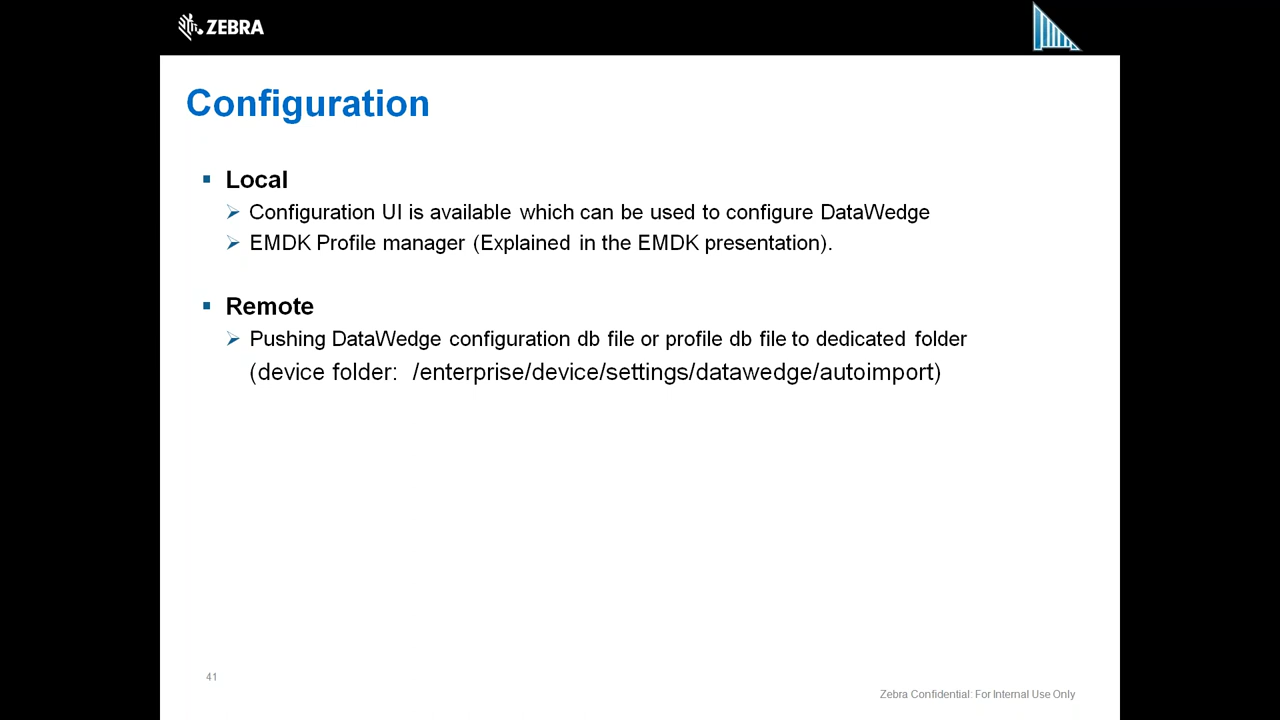 ZEBRA
Configuration
Local
Configuration UI is available which can be used to configure DataWedge
EMDK Profile manager (Explained in the EMDK presentation).
Remote
Pushing DataWedge configuration db file or profile db file to dedicated folder
(device folder: /enterprise/device/settings/datawedge/autoimport)
41
Zebra Confidential: For Internal Use Only